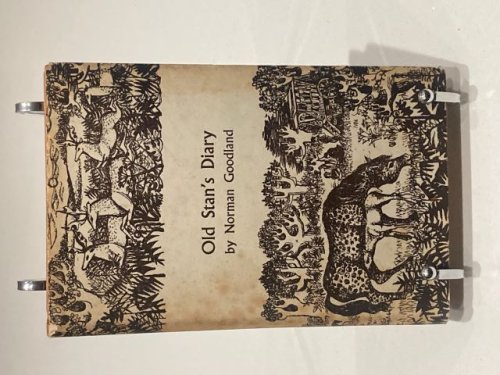 Old Stan's Diary
by Norman Goodland